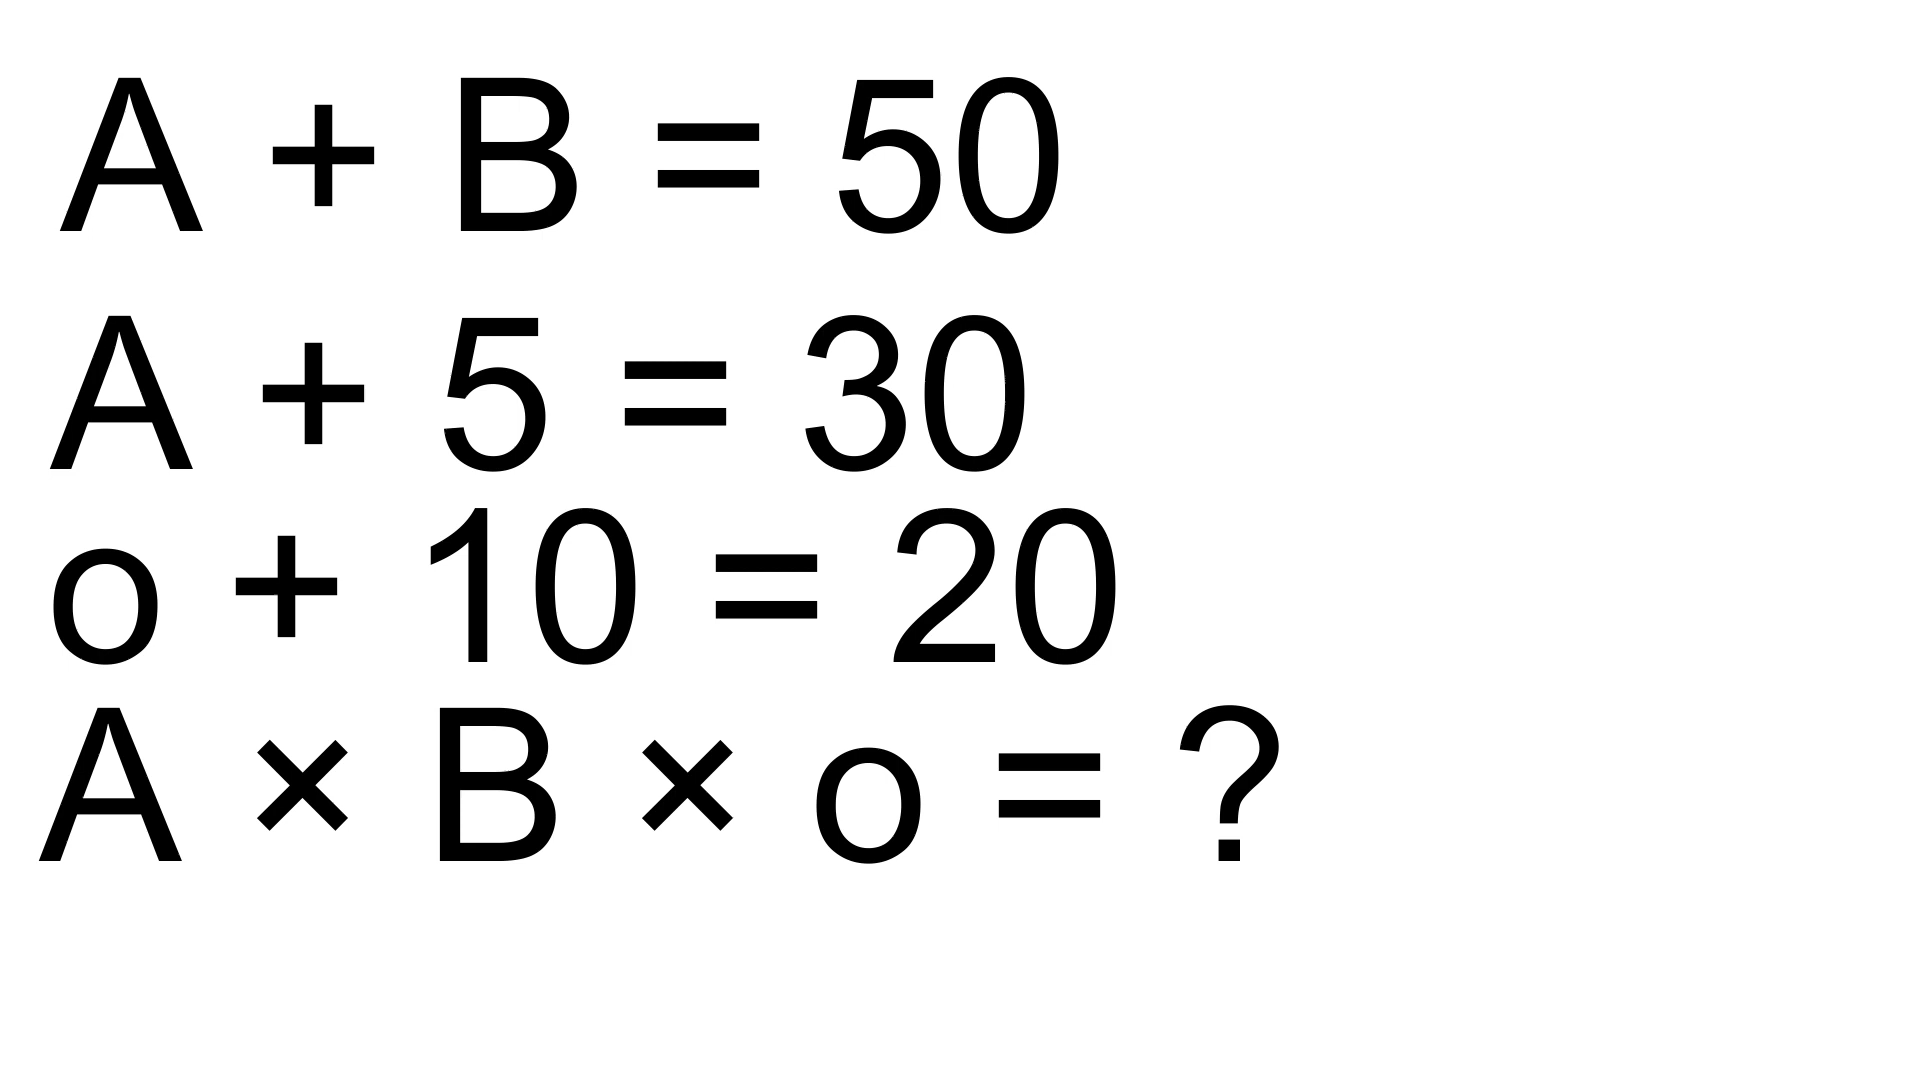 A + B = 50
A + 5 = 30
o + 10 = 20
A × B × o = ?